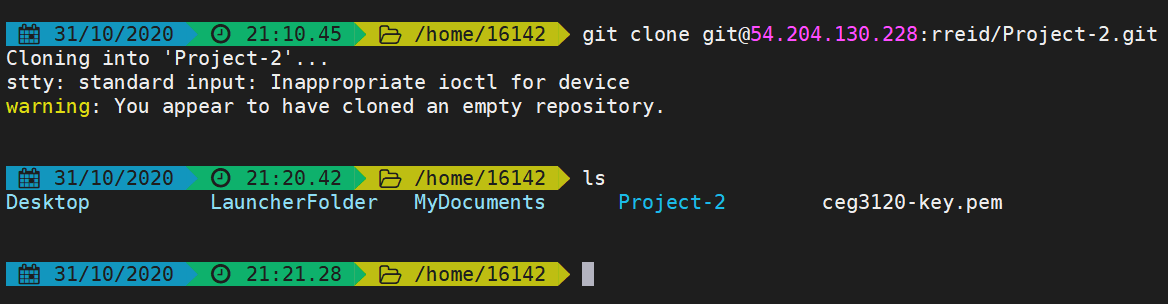 31/10/2020 21:10.45 /home/16142 git clone git@54.204.130.228:rreid/Project-2.git
Cloning into 'Project-2'...
stty: standard input: Inappropriate ioctl for device
warning: You appear to have cloned an empty repository.
31/10/2020 21:20.42 /home/16142 ls
Desktop LauncherFolder MyDocuments Project-2 ceg3120-key.pem
31/10/2020 21:21.28 /home/16142